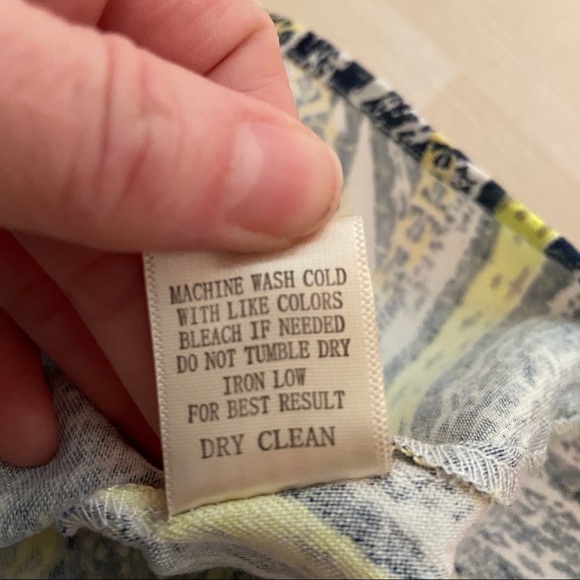 MACHINE WASH COLD
WITH LIKE COLORS
BLEACH IF NEEDED
DO NOT TUMBLE DRY
IRON LOW
FOR BEST RESULT
DRY CLEAN